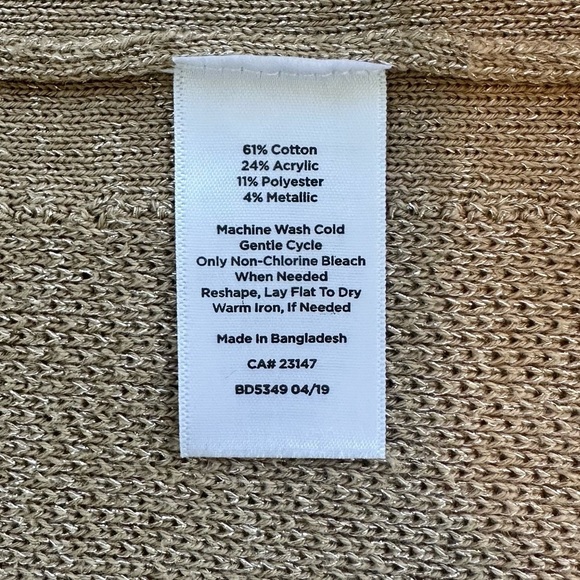 61% Cotton
24% Acrylic
11% Polyester
4% Metallic
Machine Wash Cold
Gentle Cycle
Only Non-Chlorine Bleach
When Needed
Reshape, Lay Flat To Dry
Warm Iron, If Needed
Made In Bangladesh
CA# 23147
BD5349 04/19